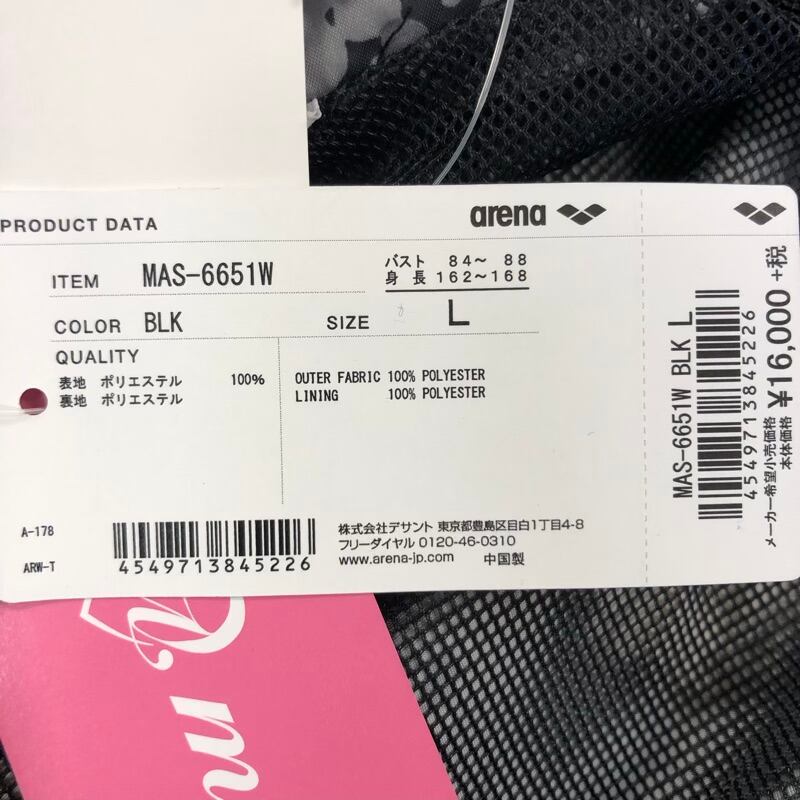 PRODUCT DATA
arena
ITEM MAS-6651W
バスト 84～ 88
身 長 162～168
COLOR BLK
SIZE L
QUALITY
表地 ポリエステル 100%
裏地 ポリエステル
OUTER FABRIC 100% POLYESTER
LINING 100% POLYESTER
A-178
ARW-T
4549713845226
株式会社デサント 東京都豊島区目白1丁目4-8
フリーダイヤル 0120-46-0310
www.arena-jp.com 中国製
MAS-6651W BLK L
4549713845226
メーカー希望小売価格
本体価格
¥16,000 +税
m